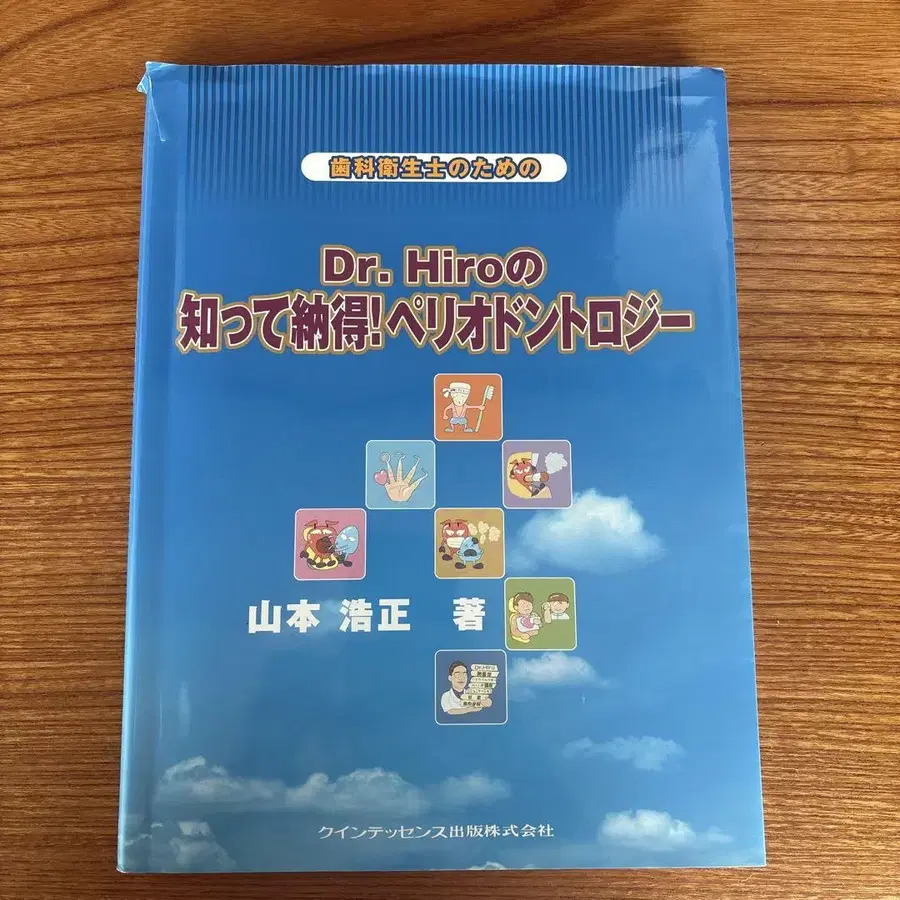 歯科衛生士のための
Dr. Hiroの
知って納得!ペリオドントロジー
山本 浩正 著
Dr.Hiro
クインテッセンス出版株式会社